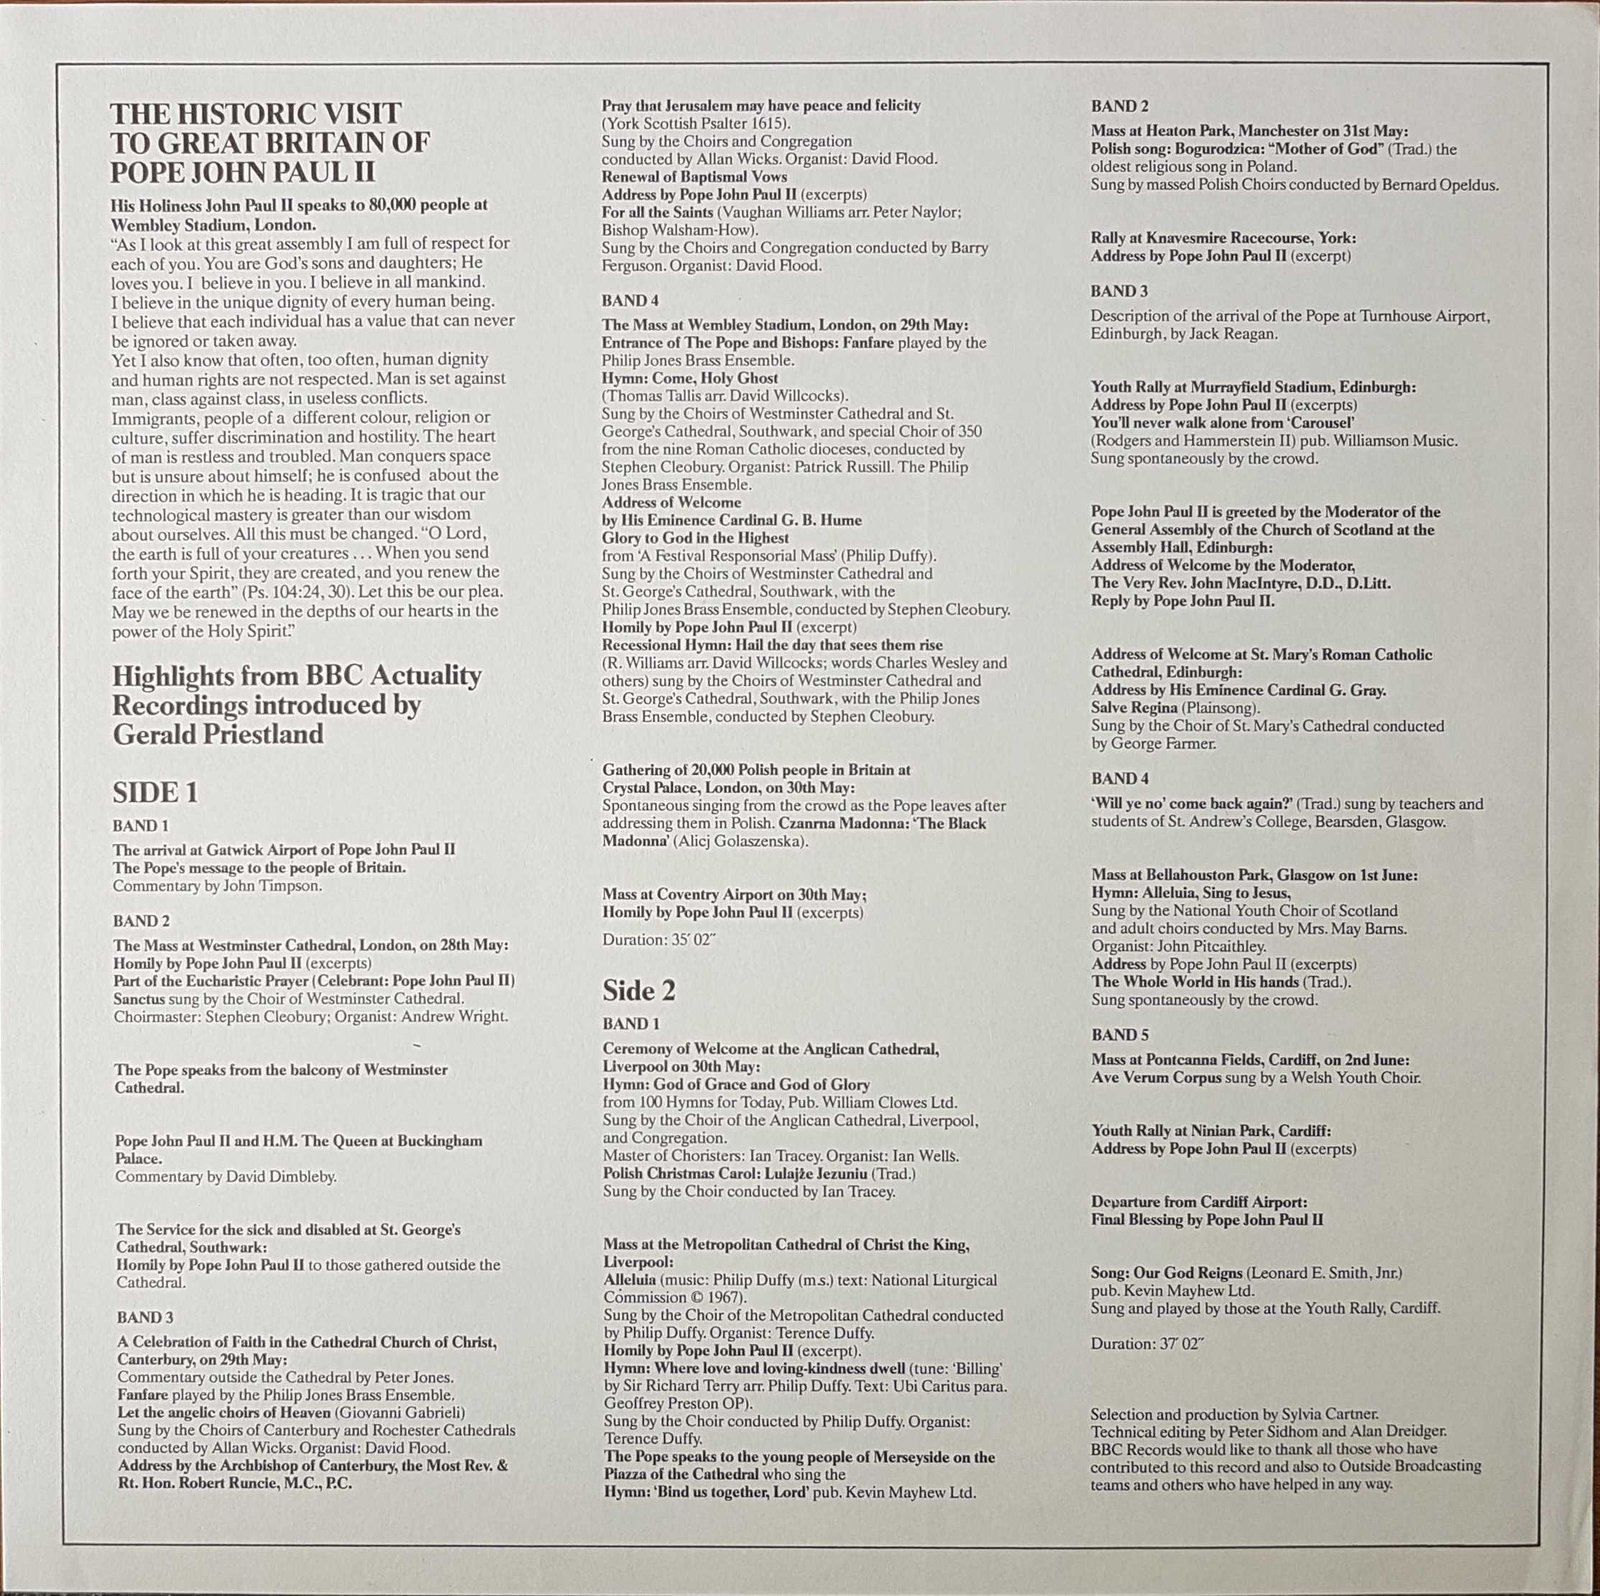 THE HISTORIC VISIT
TO GREAT BRITAIN OF
POPE JOHN PAUL II
His Holiness John Paul II speaks to 80,000 people at
Wembley Stadium, London.
“As I look at this great assembly I am full of respect for
each of you. You are God's sons and daughters; He
loves you. I believe in you. I believe in all mankind.
I believe in the unique dignity of every human being.
I believe that each individual has a value that can never
be ignored or taken away.
Yet I also know that often, too often, human dignity
and human rights are not respected. Man is set against
man, class against class, in useless conflicts.
Immigrants, people of a different colour, religion or
culture, suffer discrimination and hostility. The heart
of man is restless and troubled. Man conquers space
but is unsure about himself; he is confused about the
direction in which he is heading. It is tragic that our
technological mastery is greater than our wisdom
about ourselves. All this must be changed. “O Lord,
the earth is full of your creatures ... When you send
forth your Spirit, they are created, and you renew the
face of the earth” (Ps. 104:24, 30). Let this be our plea.
May we be renewed in the depths of our hearts in the
power of the Holy Spirit.”
Highlights from BBC Actuality
Recordings introduced by
Gerald Priestland
SIDE 1
BAND 1
The arrival at Gatwick Airport of Pope John Paul II
The Pope's message to the people of Britain.
Commentary by John Timpson.
BAND 2
The Mass at Westminster Cathedral, London, on 28th May:
Homily by Pope John Paul II (excerpts)
Part of the Eucharistic Prayer (Celebrant: Pope John Paul II)
Sanctus sung by the Choir of Westminster Cathedral.
Choirmaster: Stephen Cleobury; Organist: Andrew Wright.
The Pope speaks from the balcony of Westminster
Cathedral.
Pope John Paul II and H.M. The Queen at Buckingham
Palace.
Commentary by David Dimbleby.
The Service for the sick and disabled at St. George's
Cathedral, Southwark:
Homily by Pope John Paul II to those gathered outside the
Cathedral.
BAND 3
A Celebration of Faith in the Cathedral Church of Christ,
Canterbury, on 29th May:
Commentary outside the Cathedral by Peter Jones.
Fanfare played by the Philip Jones Brass Ensemble.
Let the angelic choirs of Heaven (Giovanni Gabrieli)
Sung by the Choirs of Canterbury and Rochester Cathedrals
conducted by Allan Wicks. Organist: David Flood.
Address by the Archbishop of Canterbury, the Most Rev. &
Rt. Hon. Robert Runcie, M.C., P.C.
Pray that Jerusalem may have peace and felicity
(York Scottish Psalter 1615).
Sung by the Choirs and Congregation
conducted by Allan Wicks. Organist: David Flood.
Renewal of Baptismal Vows
Address by Pope John Paul II (excerpts)
For all the Saints (Vaughan Williams arr. Peter Naylor;
Bishop Walsham-How).
Sung by the Choirs and Congregation conducted by Barry
Ferguson. Organist: David Flood.
BAND 4
The Mass at Wembley Stadium, London, on 29th May:
Entrance of The Pope and Bishops: Fanfare played by the
Philip Jones Brass Ensemble.
Hymn: Come, Holy Ghost
(Thomas Tallis arr. David Willcocks).
Sung by the Choirs of Westminster Cathedral and St.
George's Cathedral, Southwark, and special Choir of 350
from the nine Roman Catholic dioceses, conducted by
Stephen Cleobury. Organist: Patrick Russill. The Philip
Jones Brass Ensemble.
Address of Welcome
by His Eminence Cardinal G. B. Hume
Glory to God in the Highest
from ‘A Festival Responsorial Mass’ (Philip Duffy).
Sung by the Choirs of Westminster Cathedral and
St. George's Cathedral, Southwark, with the
Philip Jones Brass Ensemble, conducted by Stephen Cleobury.
Homily by Pope John Paul II (excerpt)
Recessional Hymn: Hail the day that sees them rise
(R. Williams arr. David Willcocks; words Charles Wesley and
others) sung by the Choirs of Westminster Cathedral and
St. George's Cathedral, Southwark, with the Philip Jones
Brass Ensemble, conducted by Stephen Cleobury.
Gathering of 20,000 Polish people in Britain at
Crystal Palace, London, on 30th May:
Spontaneous singing from the crowd as the Pope leaves after
addressing them in Polish. Czanrna Madonna: ‘The Black
Madonna’ (Alicj Golaszenska).
Mass at Coventry Airport on 30th May;
Homily by Pope John Paul II (excerpts)
Duration: 35′ 02″
Side 2
BAND 1
Ceremony of Welcome at the Anglican Cathedral,
Liverpool on 30th May:
Hymn: God of Grace and God of Glory
from 100 Hymns for Today, Pub. William Clowes Ltd.
Sung by the Choir of the Anglican Cathedral, Liverpool,
and Congregation.
Master of Choristers: Ian Tracey. Organist: Ian Wells.
Polish Christmas Carol: Lulajże Jezuniu (Trad.)
Sung by the Choir conducted by Ian Tracey.
Mass at the Metropolitan Cathedral of Christ the King,
Liverpool:
Alleluia (music: Philip Duffy (m.s.) text: National Liturgical
Commission © 1967).
Sung by the Choir of the Metropolitan Cathedral conducted
by Philip Duffy. Organist: Terence Duffy.
Homily by Pope John Paul II (excerpt).
Hymn: Where love and loving-kindness dwell (tune: ‘Billing’
by Sir Richard Terry arr. Philip Duffy. Text: Ubi Caritus para.
Geoffrey Preston OP).
Sung by the Choir conducted by Philip Duffy. Organist:
Terence Duffy.
The Pope speaks to the young people of Merseyside on the
Piazza of the Cathedral who sing the
Hymn: ‘Bind us together, Lord’ pub. Kevin Mayhew Ltd.
BAND 2
Mass at Heaton Park, Manchester on 31st May:
Polish song: Bogurodzica: “Mother of God” (Trad.) the
oldest religious song in Poland.
Sung by massed Polish Choirs conducted by Bernard Opeldus.
Rally at Knavesmire Racecourse, York:
Address by Pope John Paul II (excerpt)
BAND 3
Description of the arrival of the Pope at Turnhouse Airport,
Edinburgh, by Jack Reagan.
Youth Rally at Murrayfield Stadium, Edinburgh:
Address by Pope John Paul II (excerpts)
You'll never walk alone from ‘Carousel’
(Rodgers and Hammerstein II) pub. Williamson Music.
Sung spontaneously by the crowd.
Pope John Paul II is greeted by the Moderator of the
General Assembly of the Church of Scotland at the
Assembly Hall, Edinburgh:
Address of Welcome by the Moderator,
The Very Rev. John MacIntyre, D.D., D.Litt.
Reply by Pope John Paul II.
Address of Welcome at St. Mary's Roman Catholic
Cathedral, Edinburgh:
Address by His Eminence Cardinal G. Gray.
Salve Regina (Plainsong).
Sung by the Choir of St. Mary's Cathedral conducted
by George Farmer.
BAND 4
‘Will ye no’ come back again?’ (Trad.) sung by teachers and
students of St. Andrew's College, Bearsden, Glasgow.
Mass at Bellahouston Park, Glasgow on 1st June:
Hymn: Alleluia, Sing to Jesus,
Sung by the National Youth Choir of Scotland
and adult choirs conducted by Mrs. May Barns.
Organist: John Pitcaithley.
Address by Pope John Paul II (excerpts)
The Whole World in His hands (Trad.).
Sung spontaneously by the crowd.
BAND 5
Mass at Pontcanna Fields, Cardiff, on 2nd June:
Ave Verum Corpus sung by a Welsh Youth Choir.
Youth Rally at Ninian Park, Cardiff:
Address by Pope John Paul II (excerpts)
Departure from Cardiff Airport:
Final Blessing by Pope John Paul II
Song: Our God Reigns (Leonard E. Smith, Jnr.)
pub. Kevin Mayhew Ltd.
Sung and played by those at the Youth Rally, Cardiff.
Duration: 37′ 02″
Selection and production by Sylvia Cartner.
Technical editing by Peter Sidhom and Alan Dreidger.
BBC Records would like to thank all those who have
contributed to this record and also to Outside Broadcasting
teams and others who have helped in any way.